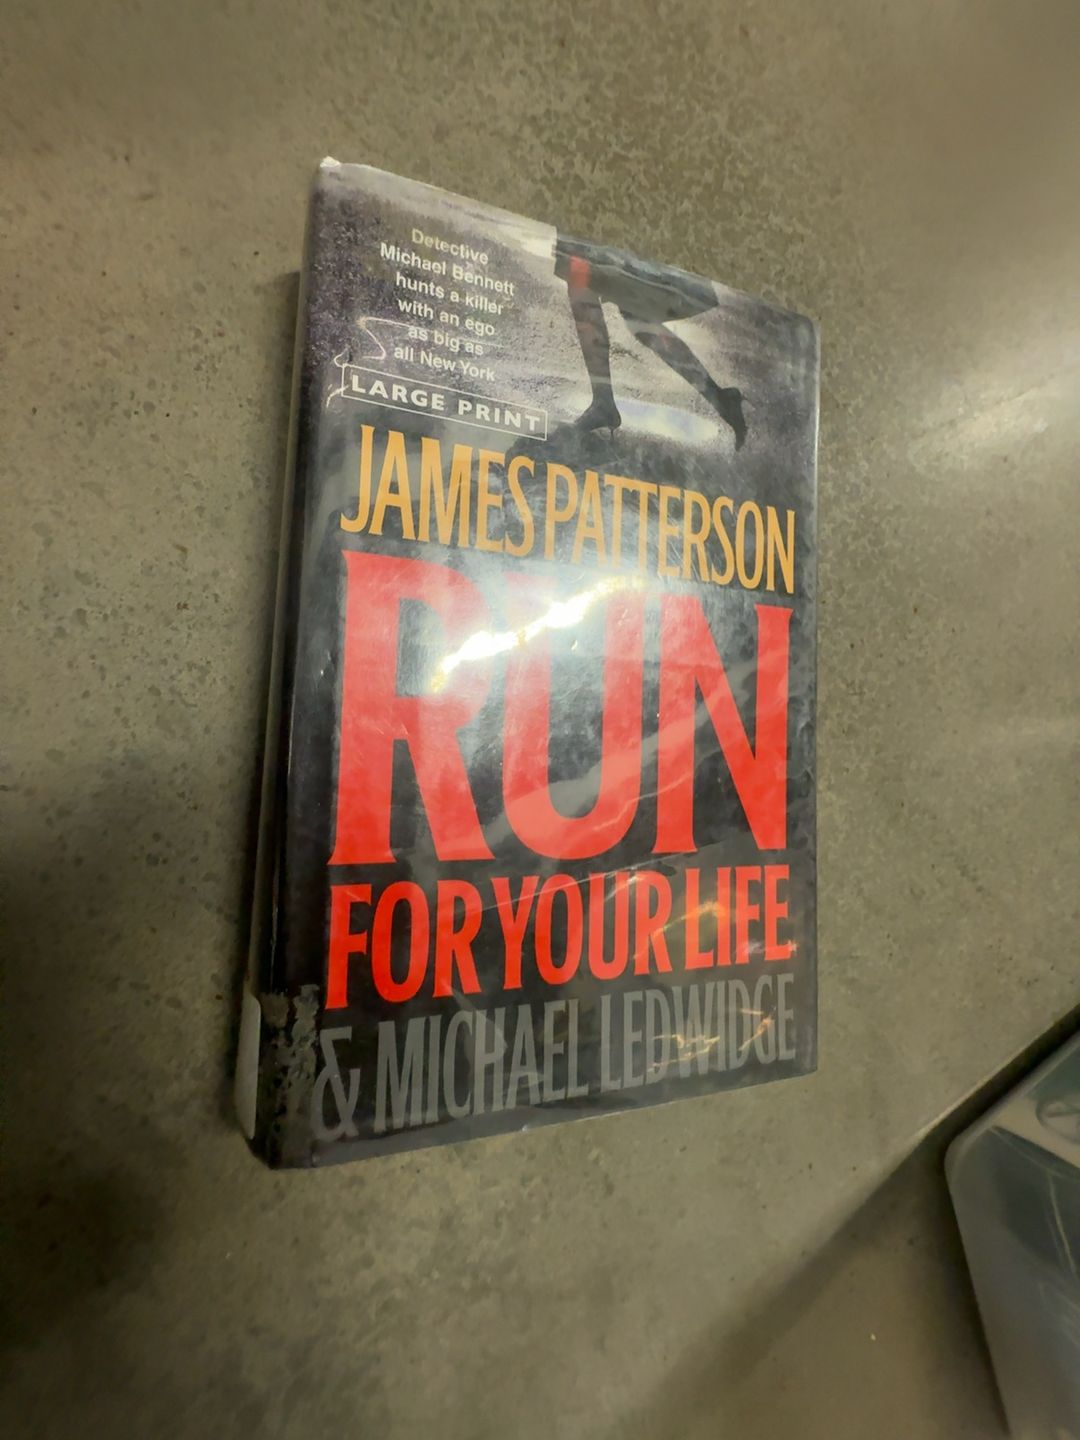 Detective
Michael Bennett
hunts a killer
with an ego
as big as
all New York
LARGE PRINT
JAMES PATTERSON
RUN
FOR YOUR LIFE
& MICHAEL LEDWIDGE